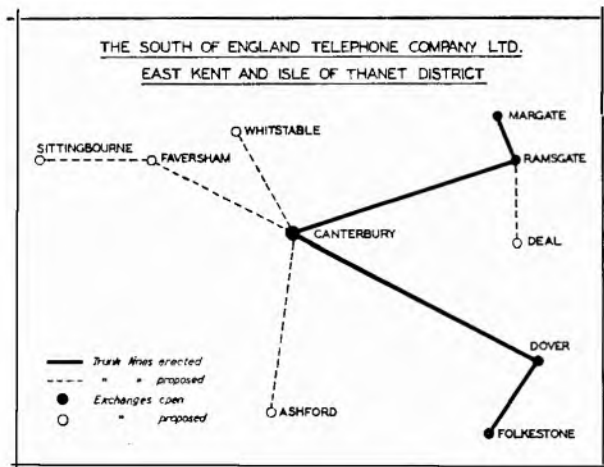 THE SOUTH OF ENGLAND TELEPHONE COMPANY LTD.
EAST KENT AND ISLE OF THANET DISTRICT
MARGATE
WHITSTABLE
SITTINGBOURNE
FAVERSHAM
RAMSGATE
CANTERBURY
DEAL
DOVER
Trunk lines erected
" " proposed
Exchanges open
" proposed
ASHFORD
FOLKESTONE